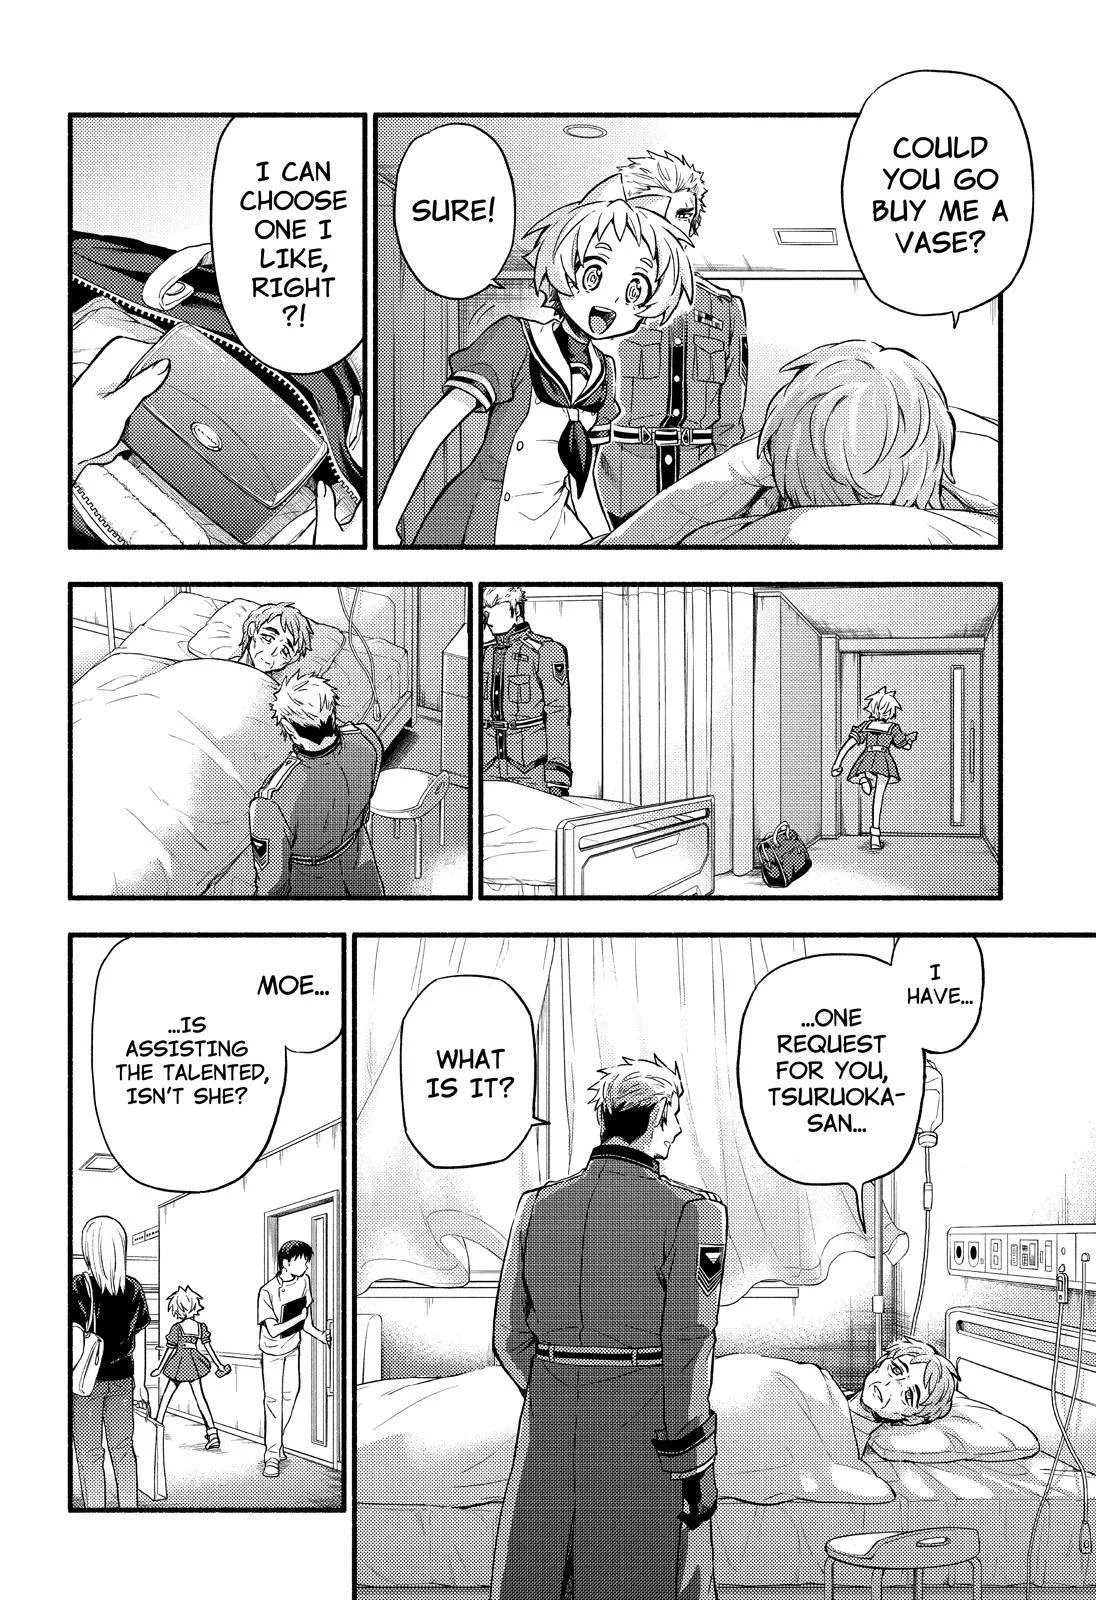 COULD
YOU GO
BUY ME A
VASE?
SURE!
I CAN
CHOOSE
ONE I
LIKE,
RIGHT
?!
I
HAVE...
...ONE
REQUEST
FOR YOU,
TSURUOKA-
SAN...
WHAT
IS IT?
MOE...
...IS
ASSISTING
THE TALENTED,
ISN'T SHE?